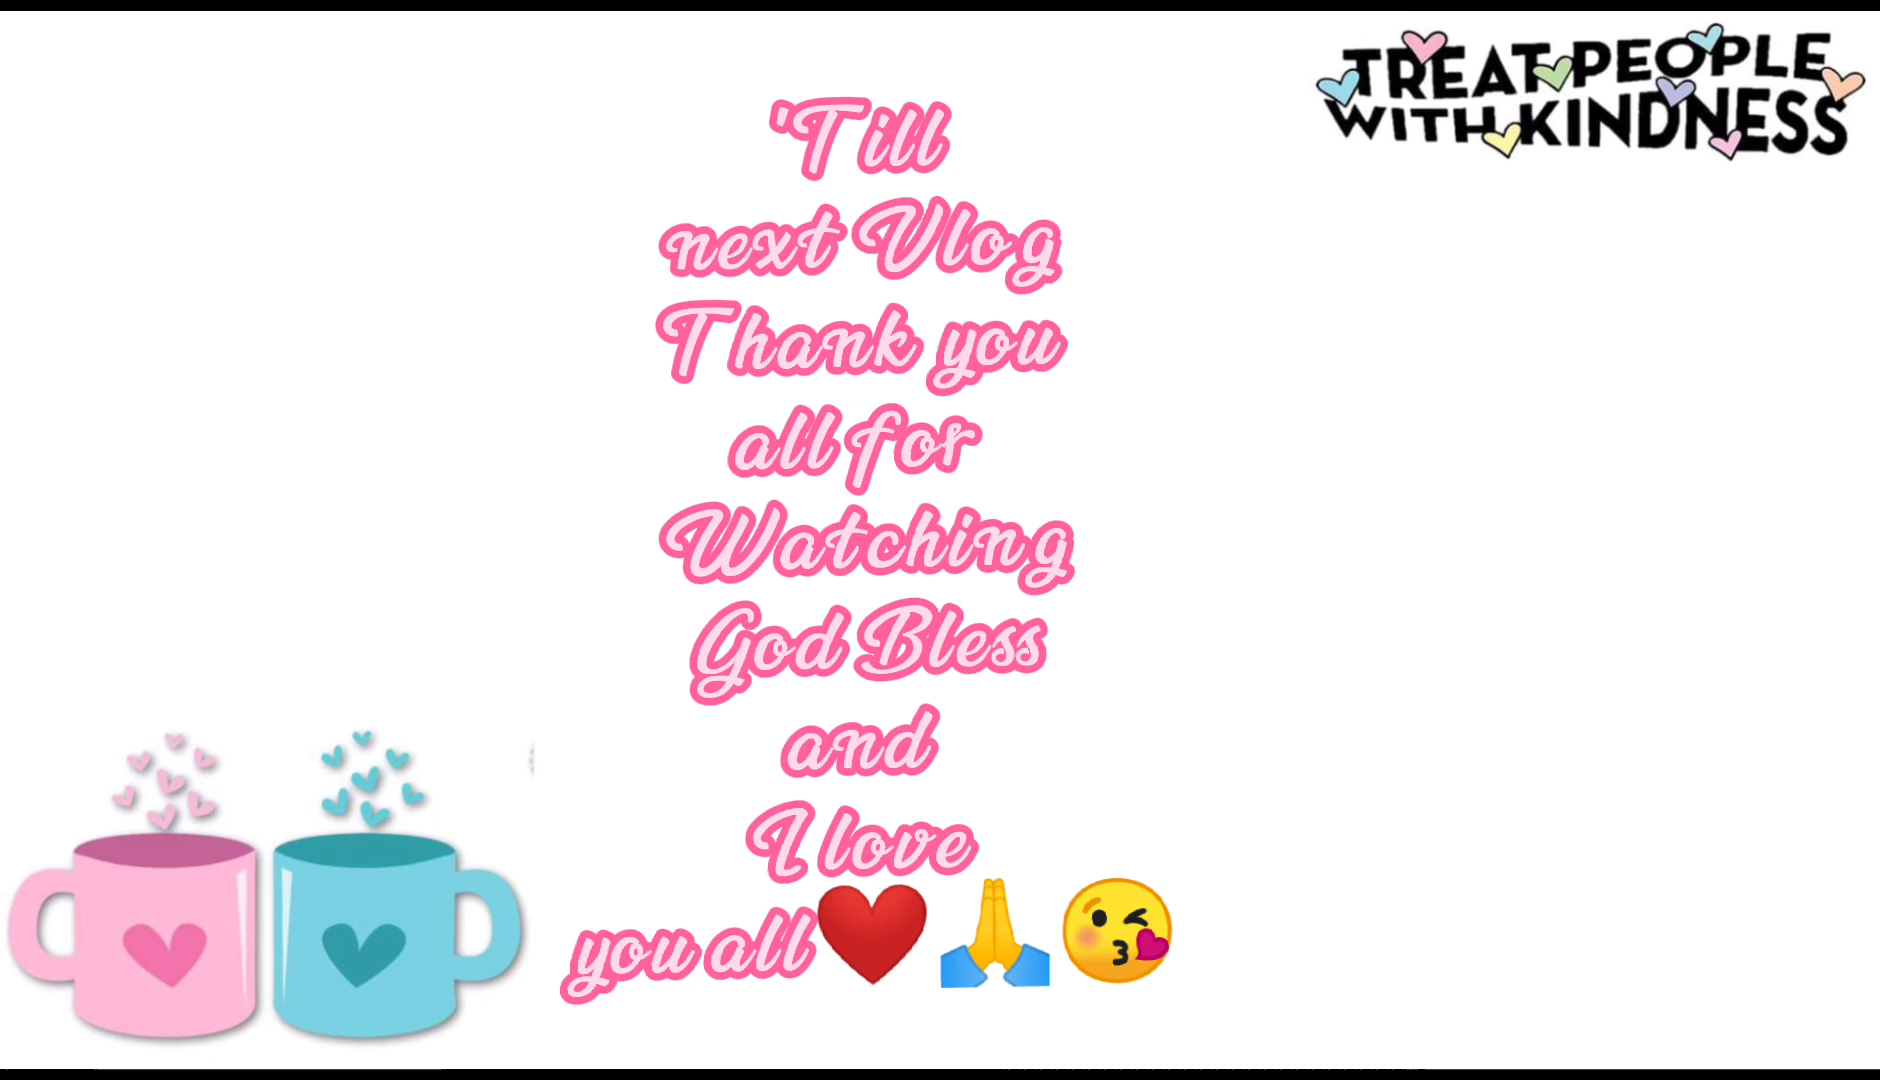 TREAT PEOPLE
WITH KINDNESS
'Till
next Vlog
Thank you
all for
Watching
God Bless
and
I love
you all❤️🙏😘